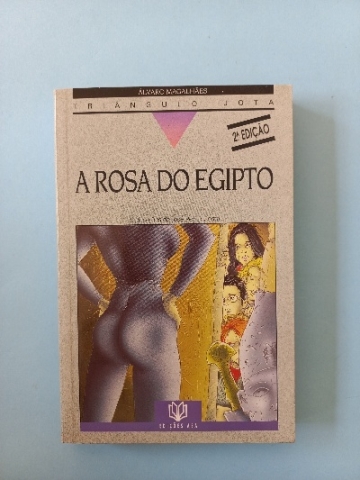 ÁLVARO MAGALHÃES
TRIÂNGULO JOTA
2ª EDIÇÃO
A ROSA DO EGIPTO
EDIÇÕES ASA